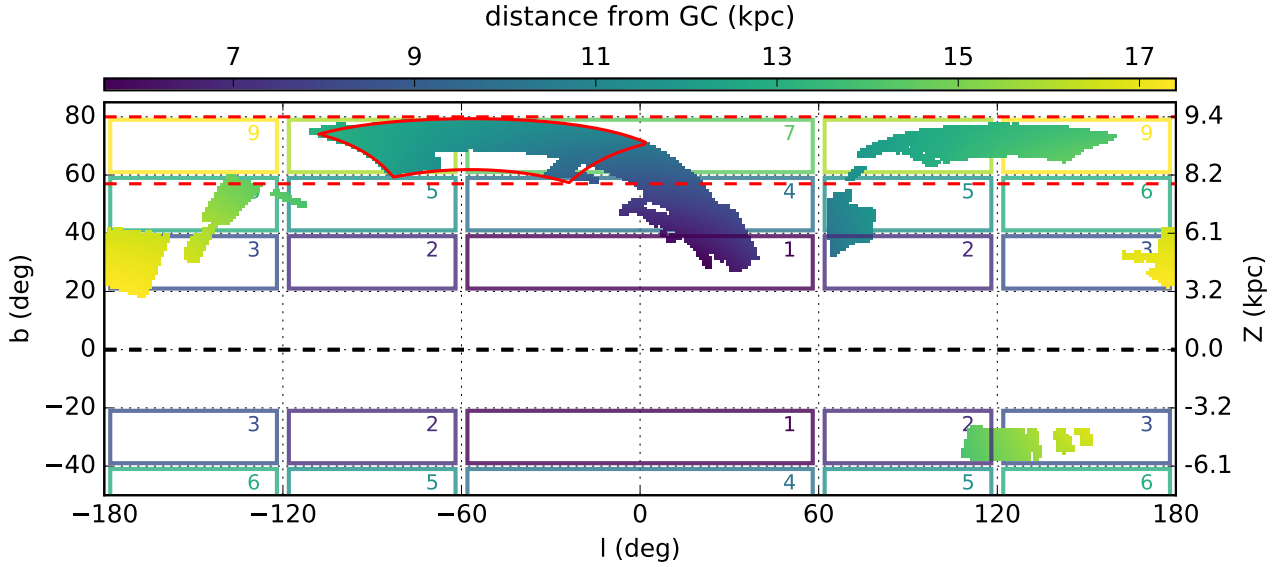 distance from GC (kpc)
7 9 11 13 15 17
80 9 7 9 9.4
60 8.2
5 4 5 6
40 6.1
3 2 1 2 3
20 3.2
0 0.0
−20 -3.2
3 2 1 2 3
−40 -6.1
6 5 4 5 6
−180 −120 −60 0 60 120 180
l (deg)
b (deg)
Z (kpc)